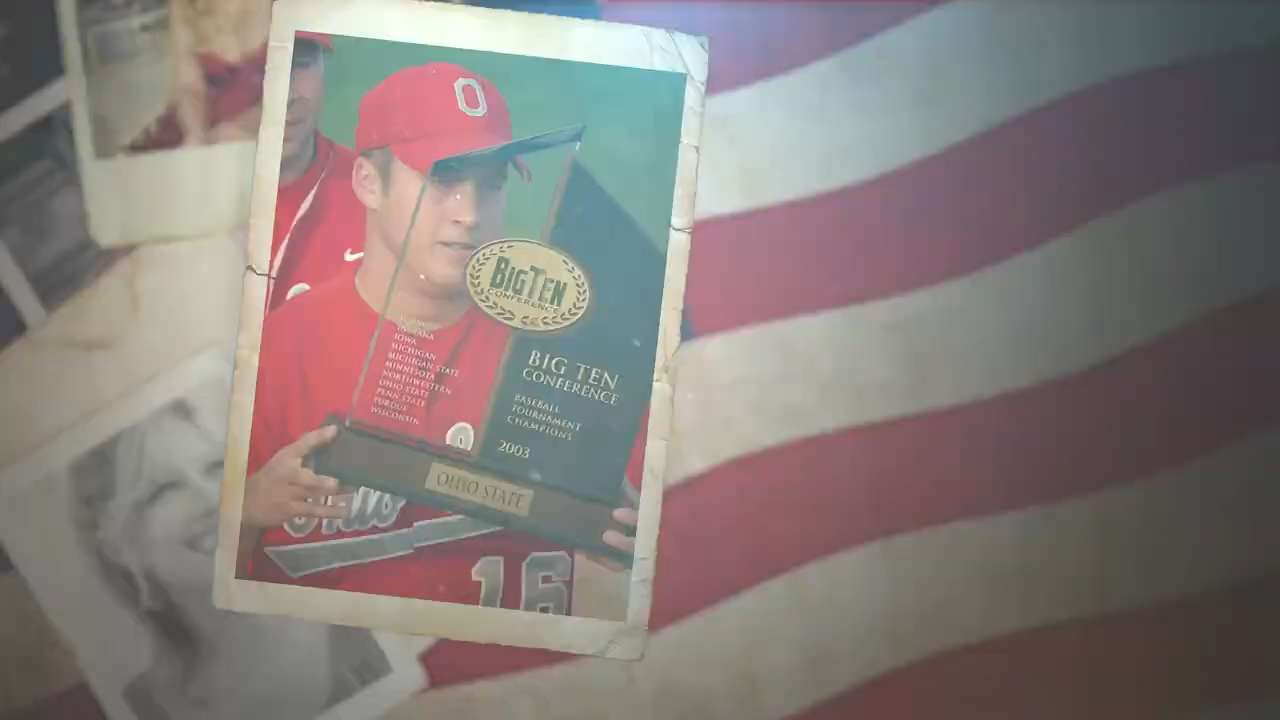 O
BIG TEN
CONFERENCE
INDIANA
IOWA
MICHIGAN
MICHIGAN STATE
MINNESOTA
NORTHWESTERN
OHIO STATE
PENN STATE
PURDUE
WISCONSIN
BIG TEN
CONFERENCE
BASEBALL
TOURNAMENT
CHAMPIONS
2003
OHIO STATE
Ohio
16